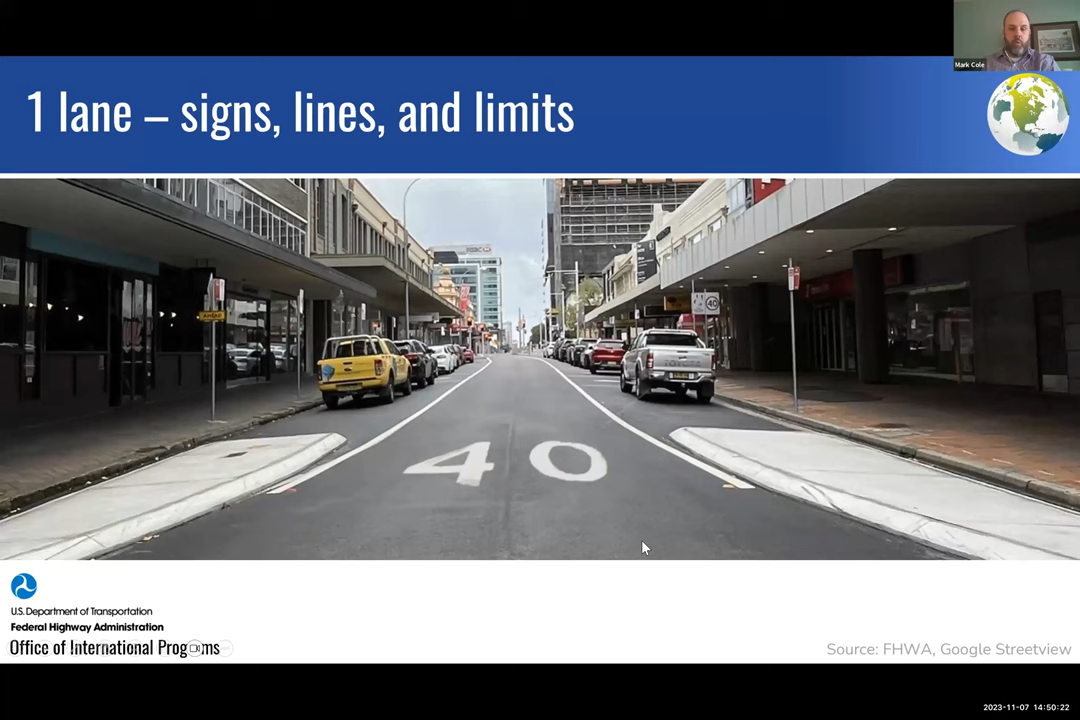 Mark Cole
1 lane – signs, lines, and limits
40
40
U.S. Department of Transportation
Federal Highway Administration
Office of International Programs
Source: FHWA, Google Streetview
2023-11-07 14:50:22